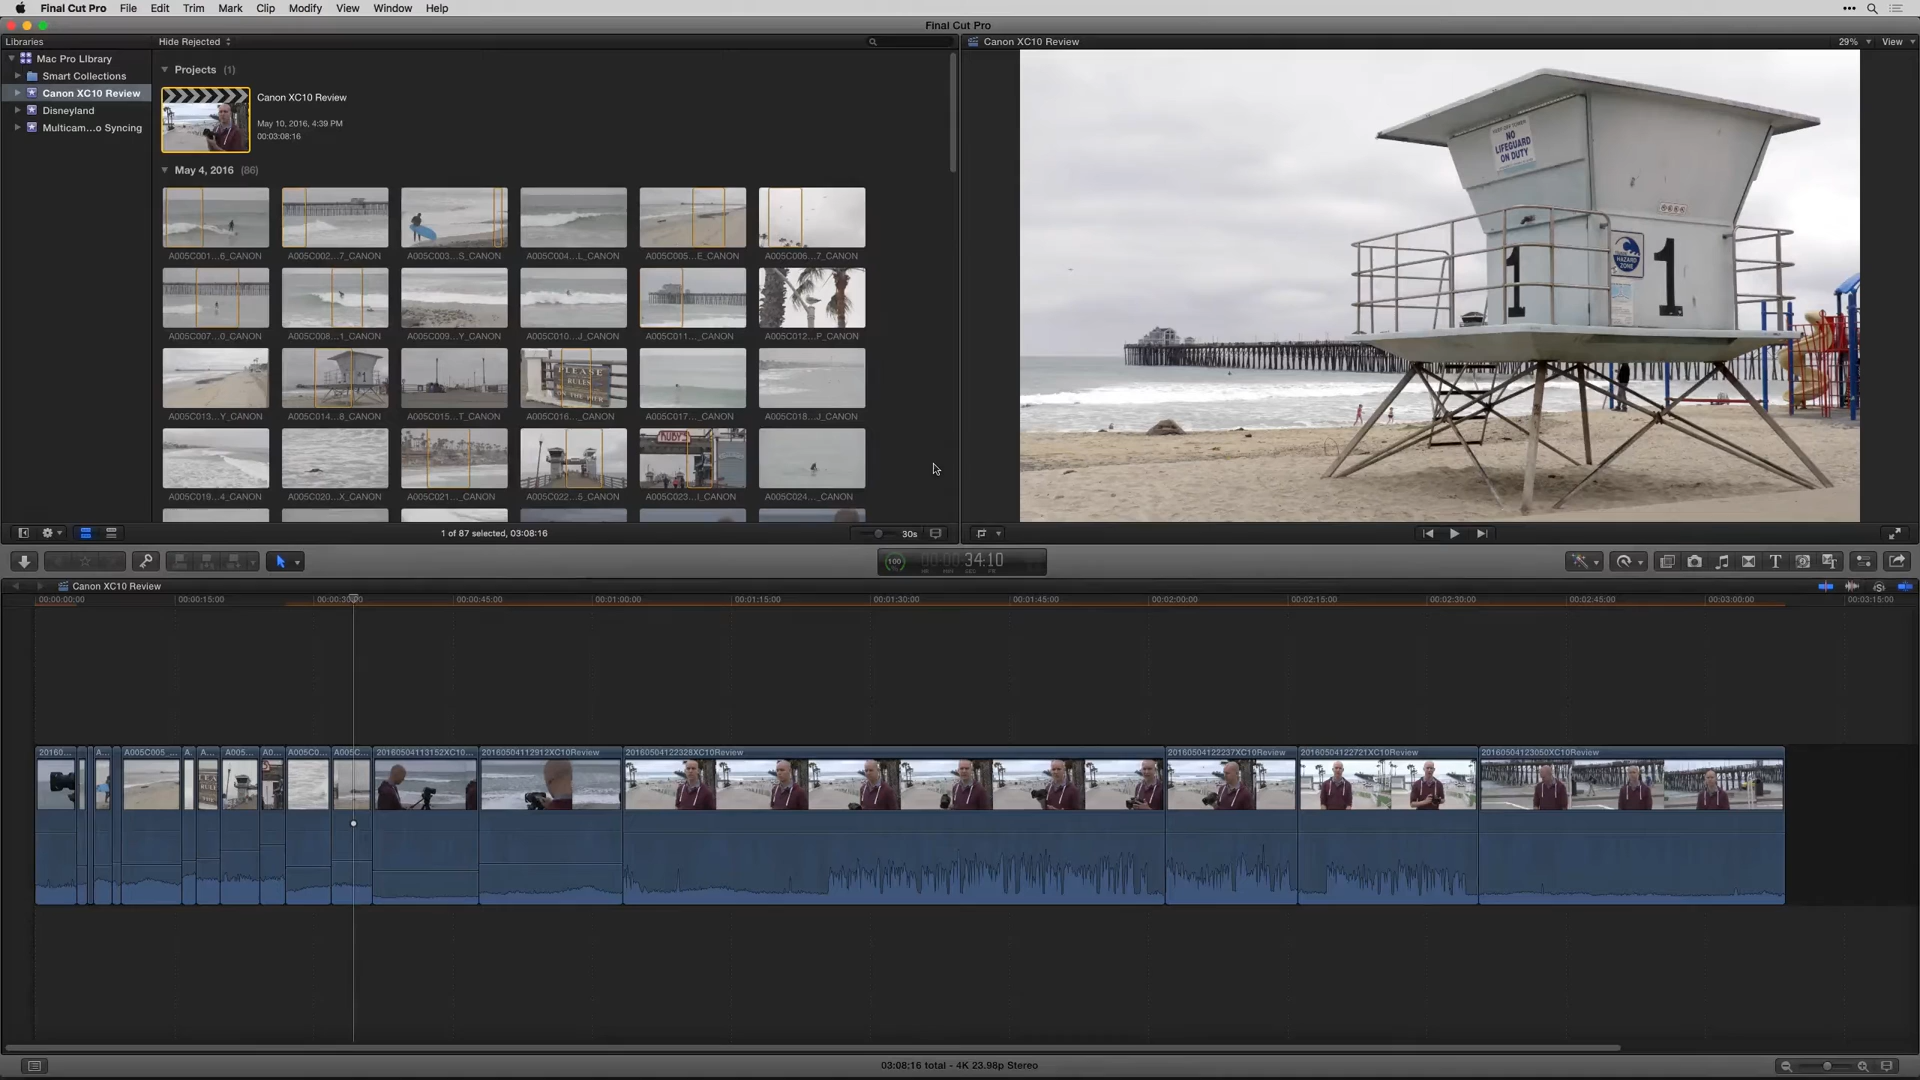 Final Cut Pro File Edit Trim Mark Clip Modify View Window Help
Final Cut Pro
Libraries
Hide Rejected
Canon XC10 Review
29%
View
Mac Pro LIbrary
Smart Collections
Canon XC10 Review
Disneyland
Multicam...o Syncing
Projects (1)
Canon XC10 Review
May 10, 2016, 4:39 PM
00:03:08:16
May 4, 2016 (86)
A005C001...6_CANON A005C002...7_CANON A005C003...S_CANON A005C004...L_CANON A005C005...E_CANON A005C006...7_CANON
A005C007...0_CANON A005C008...1_CANON A005C009...Y_CANON A005C010...J_CANON A005C011..._CANON A005C012...P_CANON
PLEASE
RULES
ON THE PIER
A005C013...Y_CANON A005C014...8_CANON A005C015...T_CANON A005C016..._CANON A005C017..._CANON A005C018...J_CANON
RUBY'S
A005C019...4_CANON A005C020...X_CANON A005C021..._CANON A005C022...5_CANON A005C023...I_CANON A005C024..._CANON
NO
LIFEGUARD
ON DUTY
HAZARD
ZONE
1 1
1 of 87 selected, 03:08:16
30s
100
00:00:34:10
Canon XC10 Review
00:00:00:00 00:00:15:00 00:00:30:00 00:00:45:00 00:01:00:00 00:01:15:00 00:01:30:00 00:01:45:00 00:02:00:00 00:02:15:00 00:02:30:00 00:02:45:00 00:03:00:00 00:03:15:00
20160... A... A005C005_... A. A... A005... A0... A005C0... A005C... 20160504113152XC10... 20160504112912XC10Review 20160504122328XC10Review 20160504122237XC10Review 20160504122721XC10Review 20160504123050XC10Review
03:08:16 total - 4K 23.98p Stereo